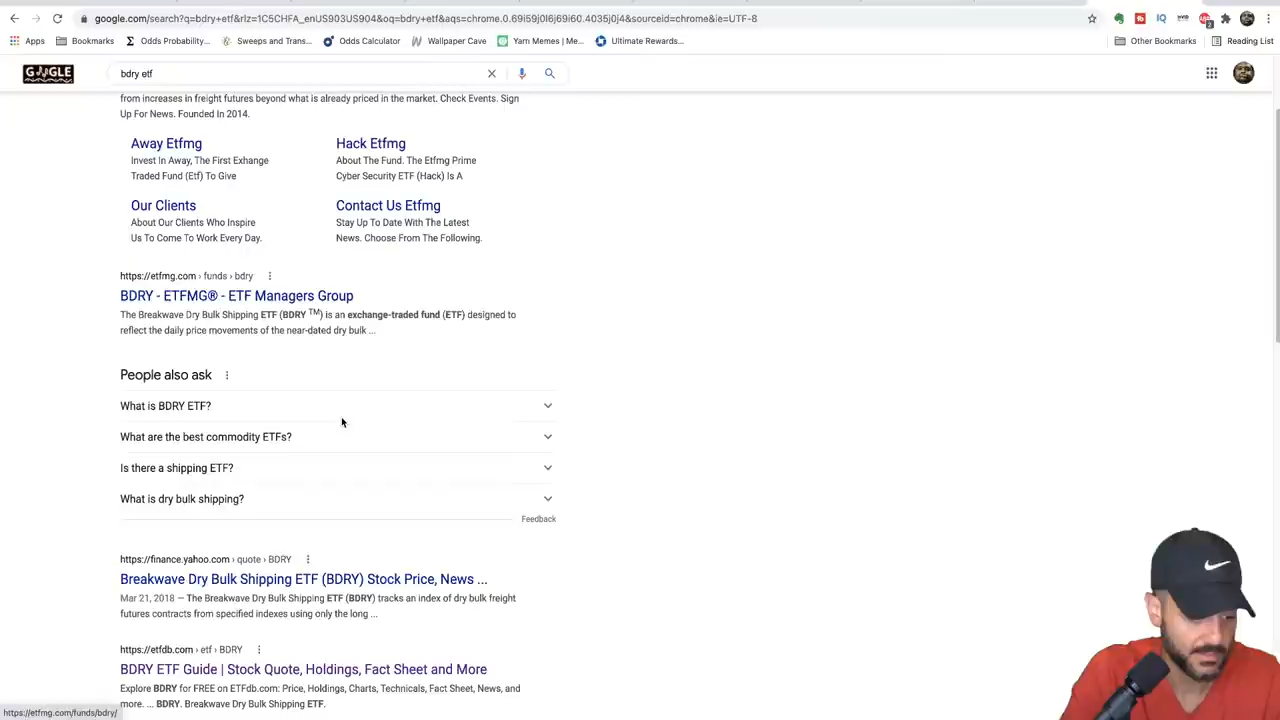 google.com/search?q=bdry+etf&rlz=1C5CHFA_enUS903US904&oq=bdry+etf&aqs=chrome.0.69i59j0l6j69i60.4035j0j4&sourceid=chrome&ie=UTF-8
Apps Bookmarks Odds Probability... Sweeps and Tran... Odds Calculator Wallpaper Cave Yarn Memes | Me... Ultimate Rewards... Other Bookmarks Reading List
bdry etf
from increases in freight futures beyond what is already priced in the market. Check Events. Sign
Up For News. Founded In 2014.
Away Etfmg
Invest In Away, The First Exhange
Traded Fund (Etf) To Give
Hack Etfmg
About The Fund. The Etfmg Prime
Cyber Security ETF (Hack) Is A
Our Clients
About Our Clients Who Inspire
Us To Come To Work Every Day.
Contact Us Etfmg
Stay Up To Date With The Latest
News. Choose From The Following.
https://etfmg.com › funds › bdry
BDRY - ETFMG® - ETF Managers Group
The Breakwave Dry Bulk Shipping ETF (BDRY TM) is an exchange-traded fund (ETF) designed to
reflect the daily price movements of the near-dated dry bulk ...
People also ask
What is BDRY ETF?
What are the best commodity ETFs?
Is there a shipping ETF?
What is dry bulk shipping?
Feedback
https://finance.yahoo.com › quote › BDRY
Breakwave Dry Bulk Shipping ETF (BDRY) Stock Price, News ...
Mar 21, 2018 — The Breakwave Dry Bulk Shipping ETF (BDRY) tracks an index of dry bulk freight
futures contracts from specified indexes using only the long ...
https://etfdb.com › etf › BDRY
BDRY ETF Guide | Stock Quote, Holdings, Fact Sheet and More
Explore BDRY for FREE on ETFdb.com: Price, Holdings, Charts, Technicals, Fact Sheet, News, and
more. ... BDRY. Breakwave Dry Bulk Shipping ETF.
https://etfmg.com/funds/bdry/